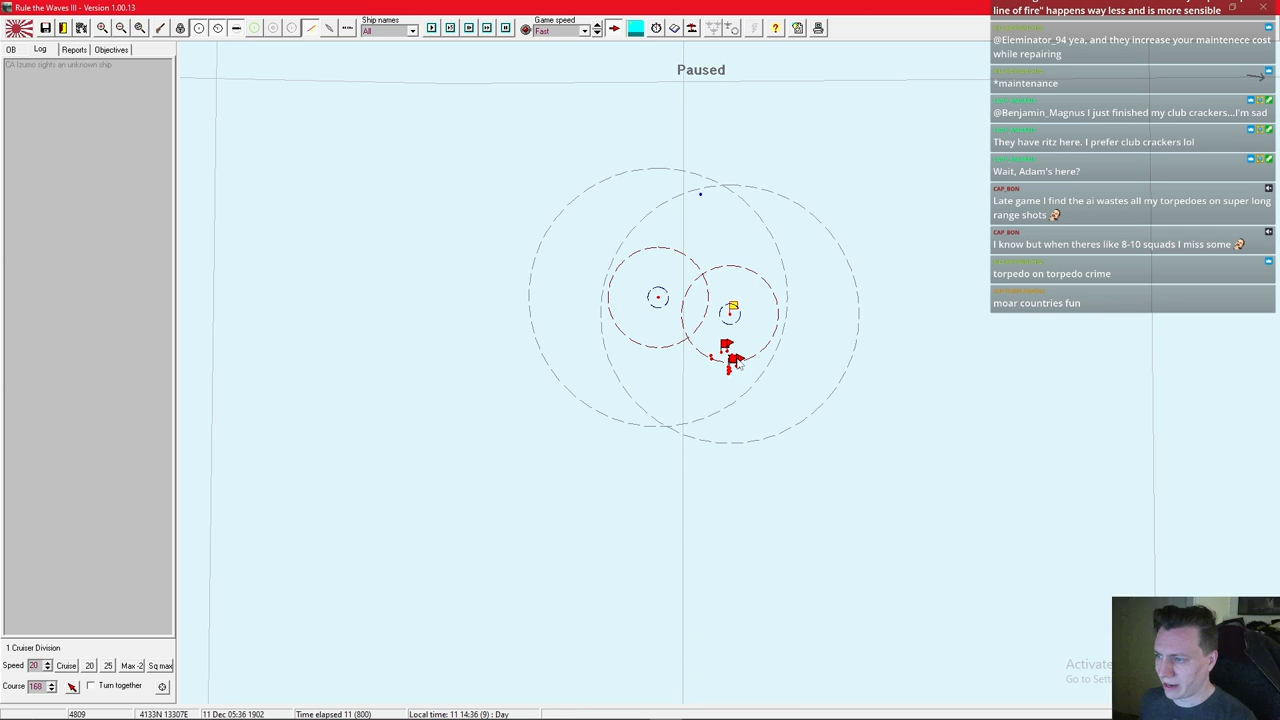 Rule the Waves III - Version 1.00.13
Ship names
All
Game speed
Fast
OB
Log
Reports
Objectives
CA Izumo sights an unknown ship
Paused
line of fire" happens way less and is more sensible
@Eleminator_94 yea, and they increase your maintenece cost
while repairing
*maintenance
@Benjamin_Magnus I just finished my club crackers...I'm sad
They have ritz here. I prefer club crackers lol
Wait, Adam's here?
CAP_BON
Late game I find the ai wastes all my torpedoes on super long
range shots
CAP_BON
I know but when theres like 8-10 squads I miss some
torpedo on torpedo crime
moar countries fun
1 Cruiser Division
Speed 20 Cruise 20 25 Max -2 Sq max
Course 168 Turn together
Activate
Go to Sett
4809 4133N 13307E 11 Dec 05:36 1902 Time elapsed 11 (800) Local time: 11 14:36 (9) : Day